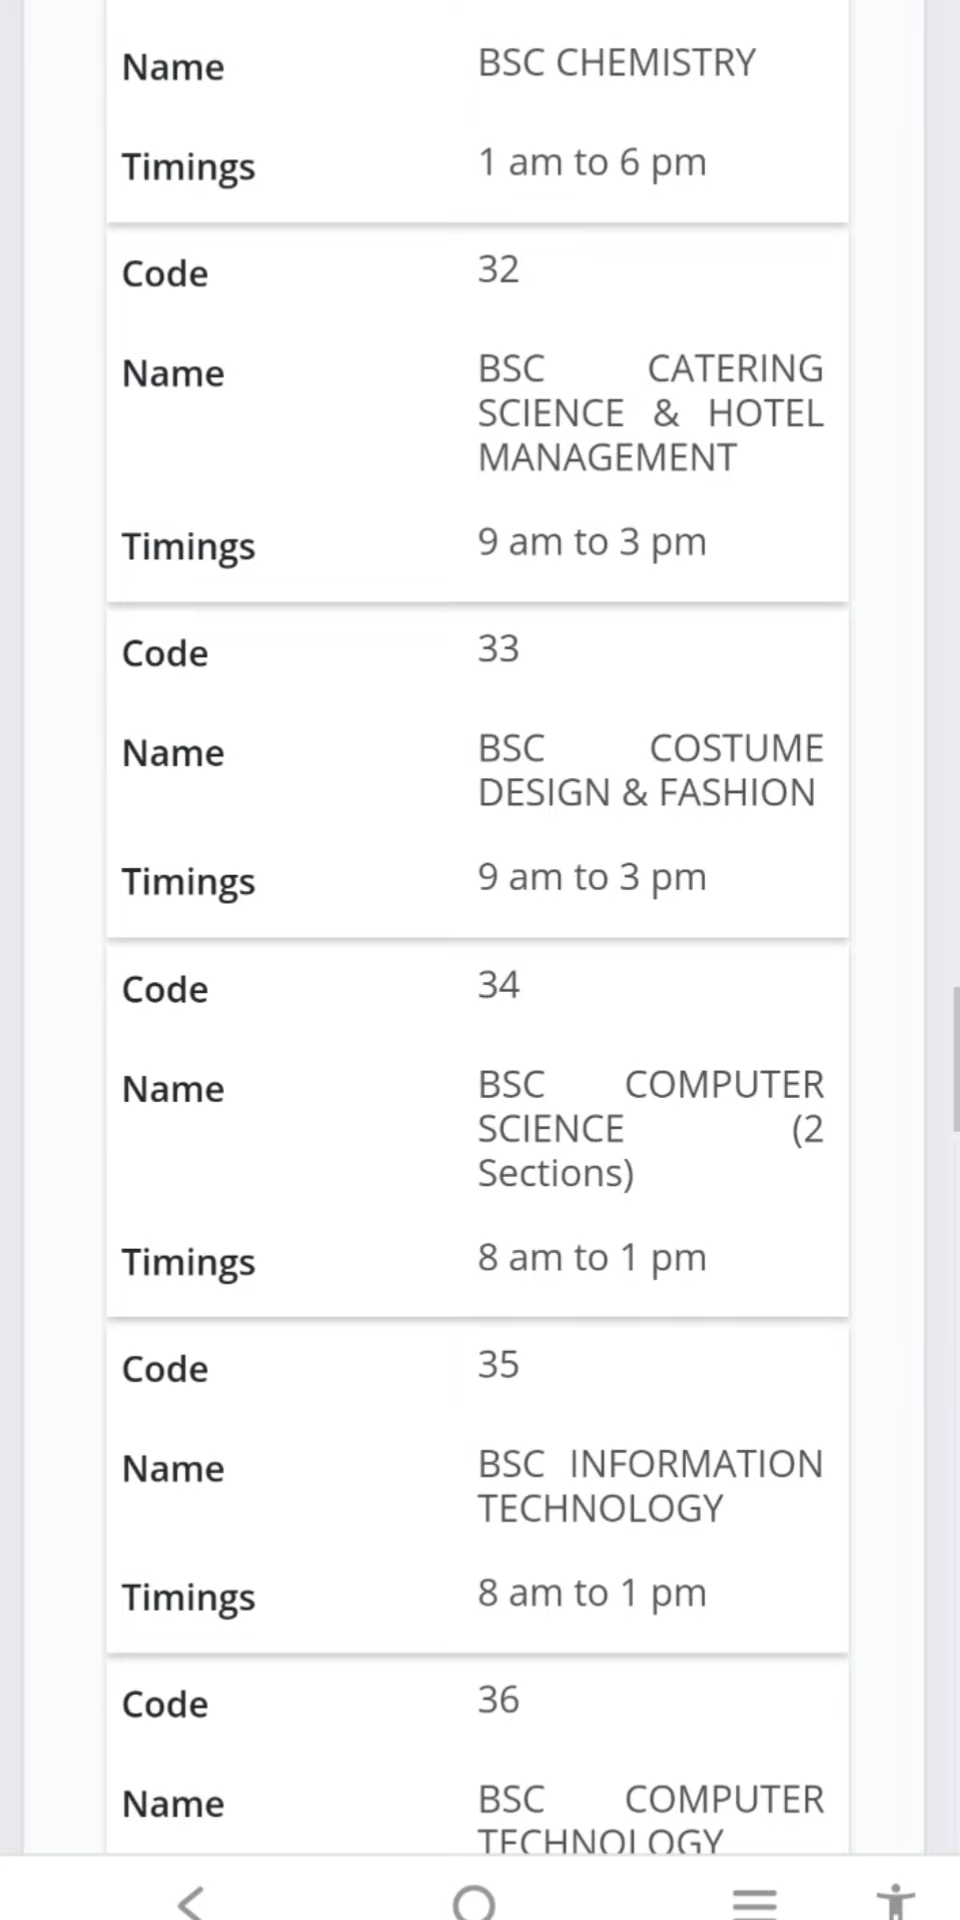 Name BSC CHEMISTRY
Timings 1 am to 6 pm
Code 32
Name BSC CATERING
SCIENCE & HOTEL
MANAGEMENT
Timings 9 am to 3 pm
Code 33
Name BSC COSTUME
DESIGN & FASHION
Timings 9 am to 3 pm
Code 34
Name BSC COMPUTER
SCIENCE (2
Sections)
Timings 8 am to 1 pm
Code 35
Name BSC INFORMATION
TECHNOLOGY
Timings 8 am to 1 pm
Code 36
Name BSC COMPUTER
TECHNOLOGY